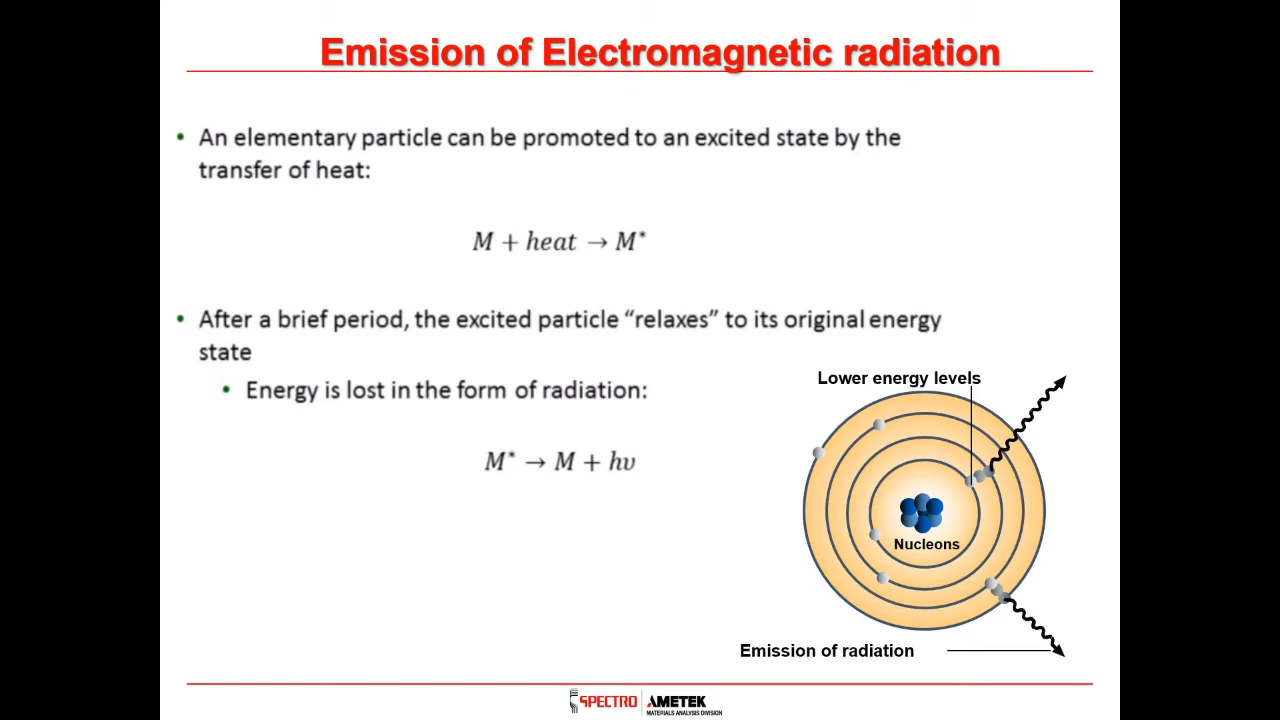 Emission of Electromagnetic radiation
• An elementary particle can be promoted to an excited state by the
transfer of heat:
M + heat → M*
• After a brief period, the excited particle “relaxes” to its original energy
state
• Energy is lost in the form of radiation:
M* → M + hυ
Lower energy levels
Nucleons
Emission of radiation
SPECTRO AMETEK
MATERIALS ANALYSIS DIVISION